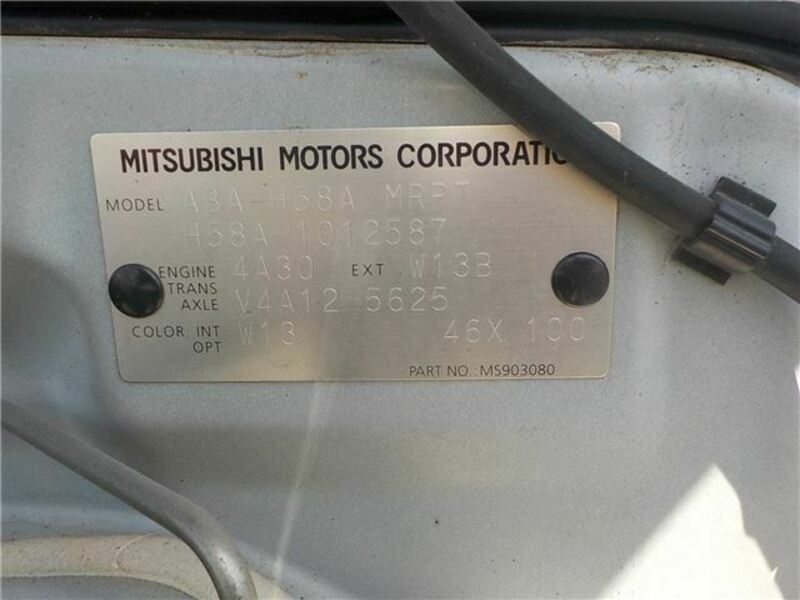 MITSUBISHI MOTORS CORPORATIO
MODEL ABA-H58A MRPT
H58A-1012587
ENGINE 4A30 EXT W13B
TRANS
AXLE V4A12 5625
COLOR, INT W13 46X 1CC
OPT
PART NO. MS903080